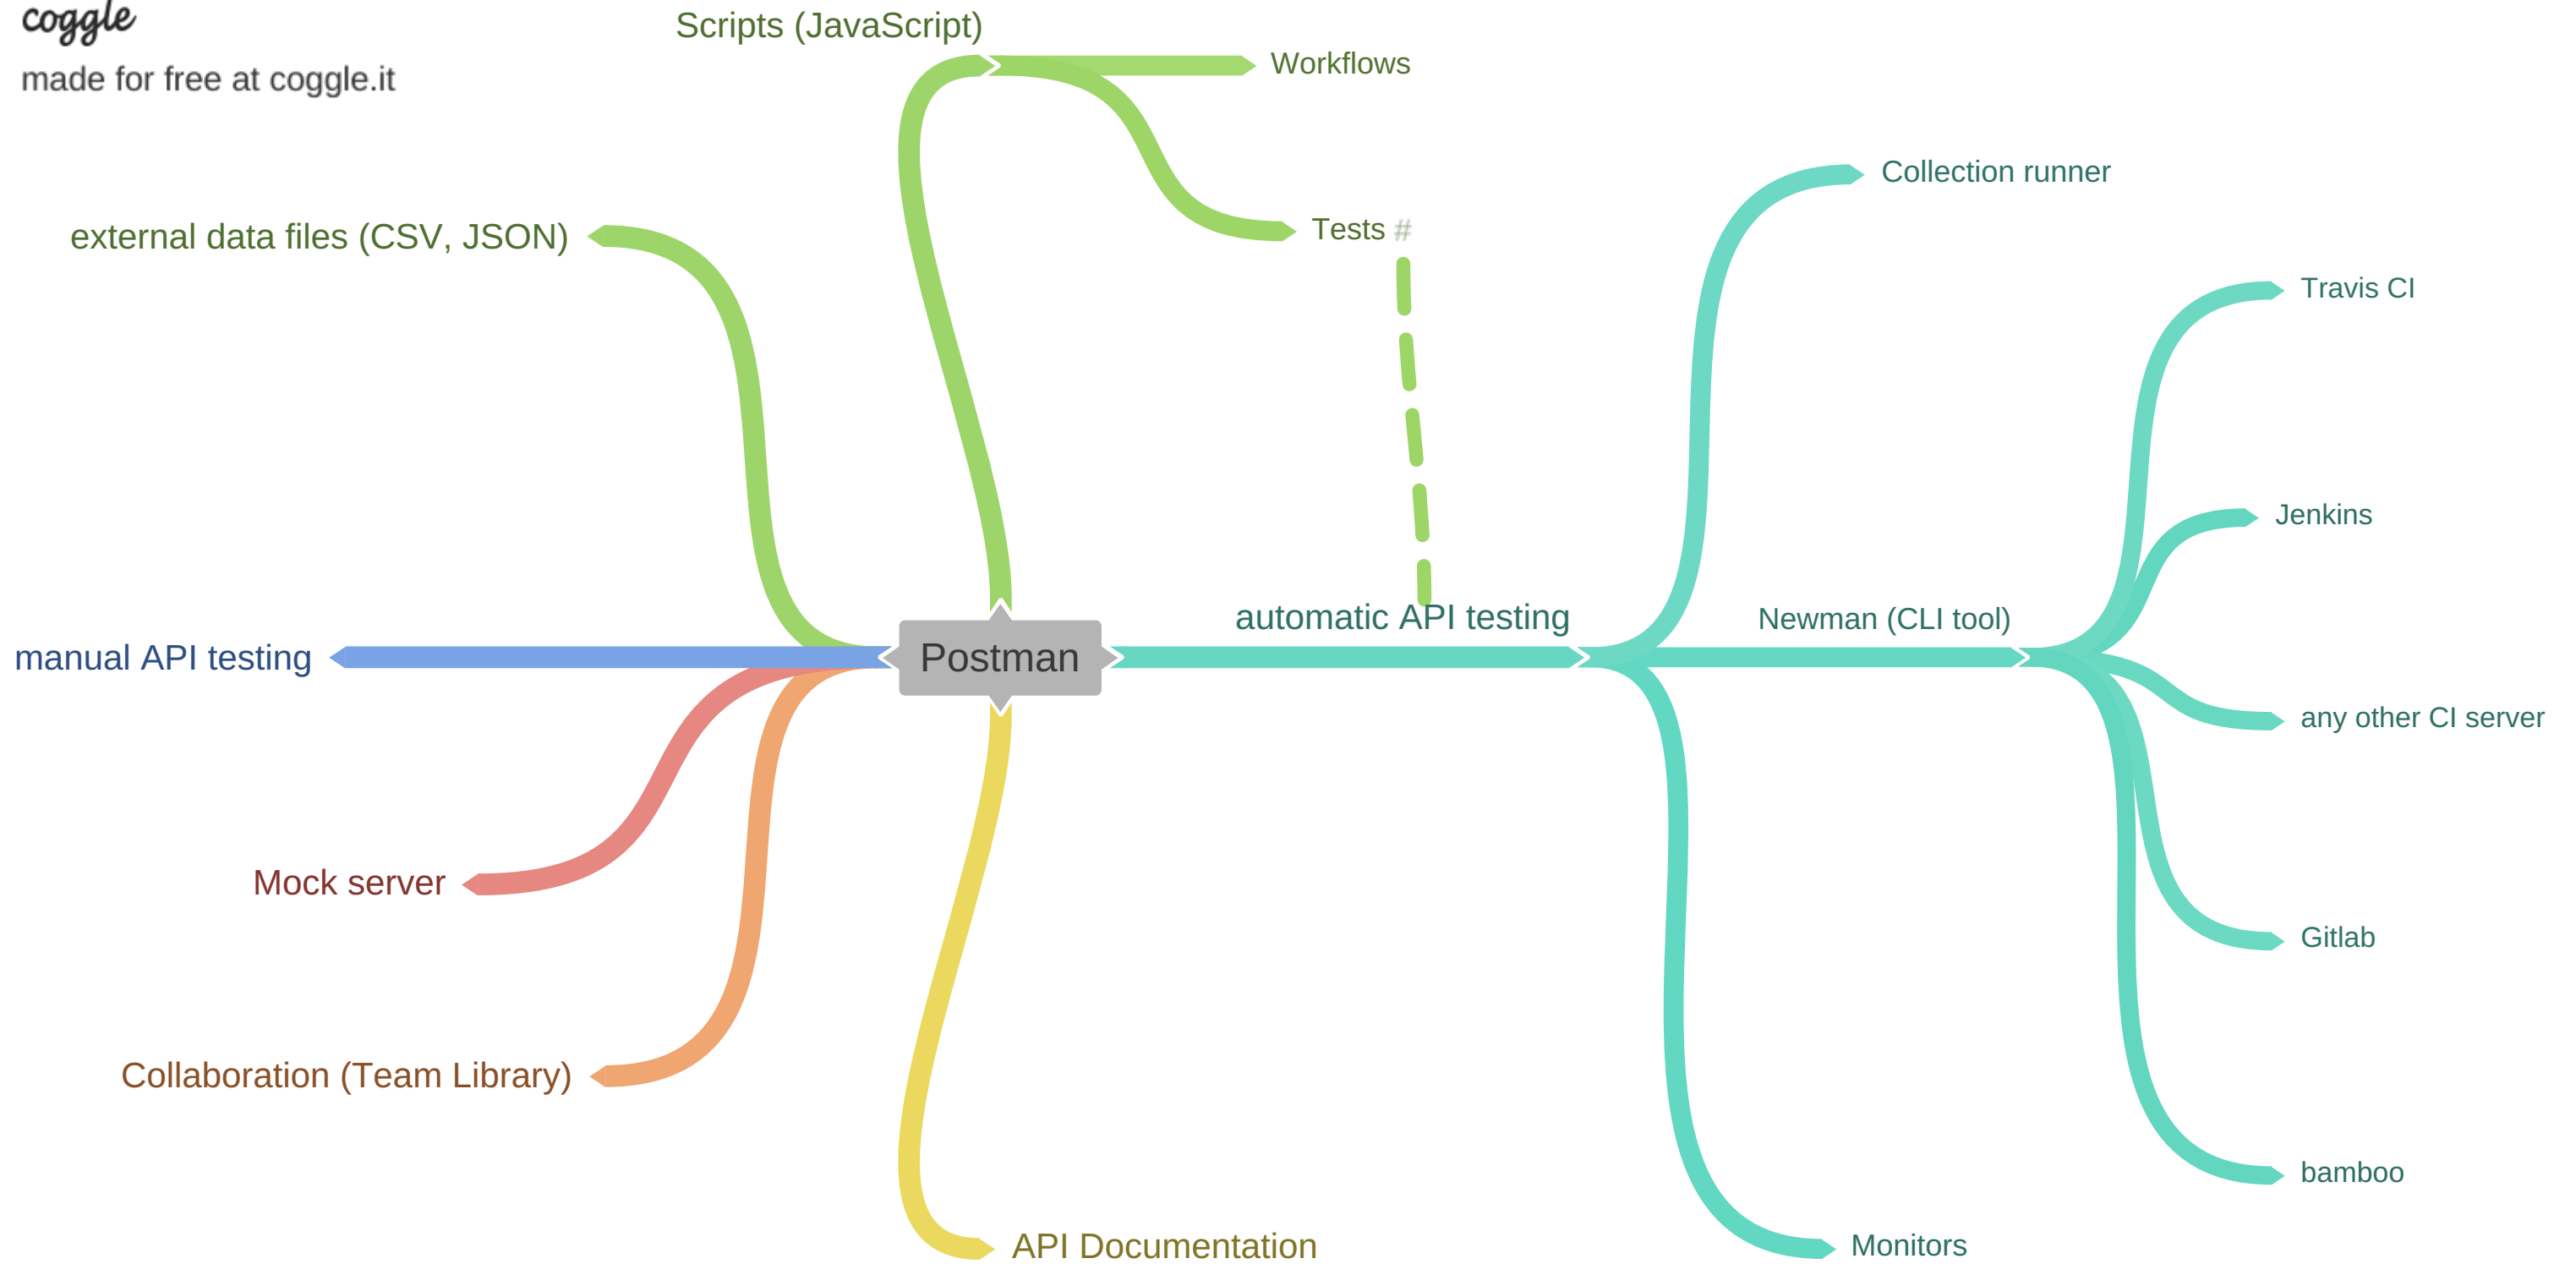 coggle
made for free at coggle.it
Scripts (JavaScript)
Workflows
Tests #
external data files (CSV, JSON)
manual API testing
Mock server
Collaboration (Team Library)
Postman
API Documentation
automatic API testing
Collection runner
Newman (CLI tool)
Travis CI
Jenkins
any other CI server
Gitlab
bamboo
Monitors